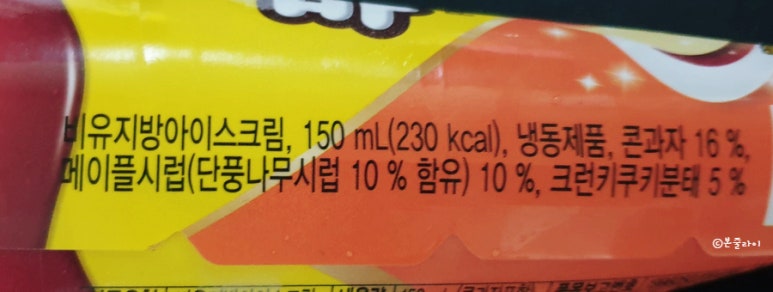 비유지방아이스크림, 150 mL(230 kcal), 냉동제품, 콘과자 16 %,
메이플시럽(단풍나무시럽 10 % 함유) 10 %, 크런키쿠키분태 5 %
©본줄라이